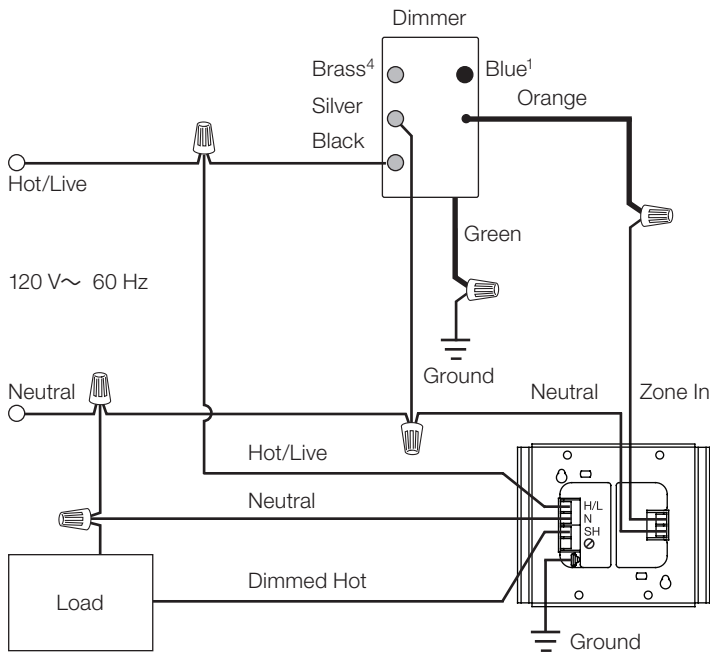 Dimmer
Brass⁴
Blue¹
Orange
Silver
Black
Hot/Live
Green
120 V~ 60 Hz
Ground
Neutral
Neutral
Zone In
Hot/Live
H/L
N
SH
Neutral
Dimmed Hot
Load
Ground